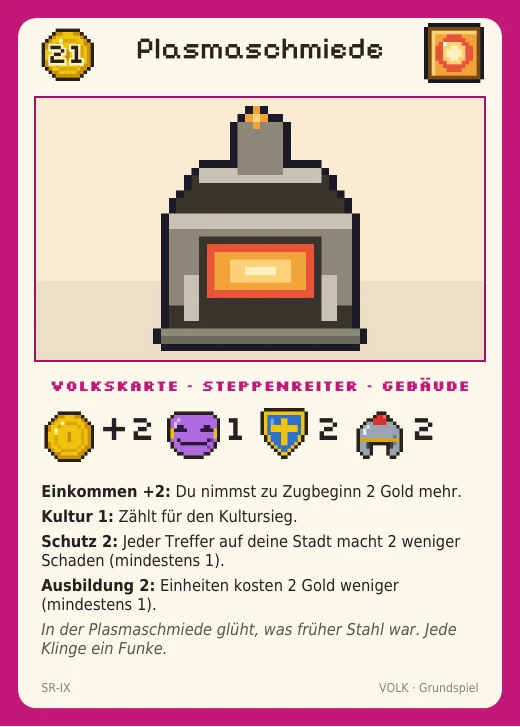 21
Plasmaschmiede
VOLKSKARTE - STEPPENREITER - GEBÄUDE
+2 1 2 2
Einkommen +2: Du nimmst zu Zugbeginn 2 Gold mehr.
Kultur 1: Zählt für den Kultursieg.
Schutz 2: Jeder Treffer auf deine Stadt macht 2 weniger
Schaden (mindestens 1).
Ausbildung 2: Einheiten kosten 2 Gold weniger
(mindestens 1).
In der Plasmaschmiede glüht, was früher Stahl war. Jede
Klinge ein Funke.
SR-IX VOLK · Grundspiel